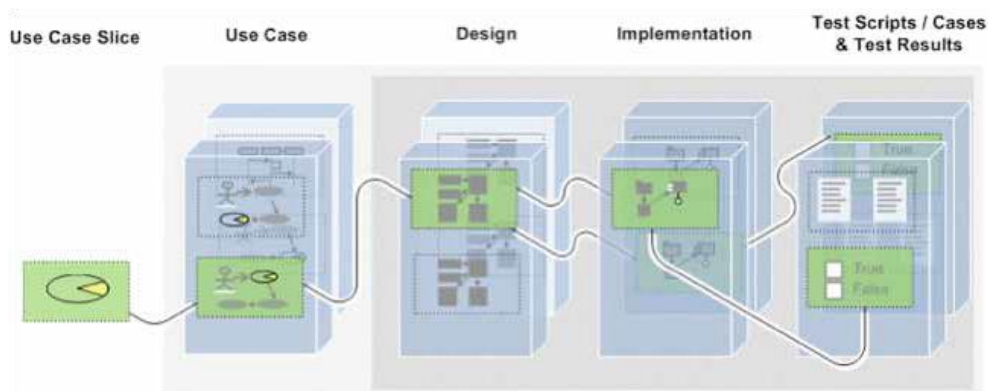 Use Case Slice
Use Case
Design
Implementation
Test Scripts / Cases
& Test Results
True
False
True
False